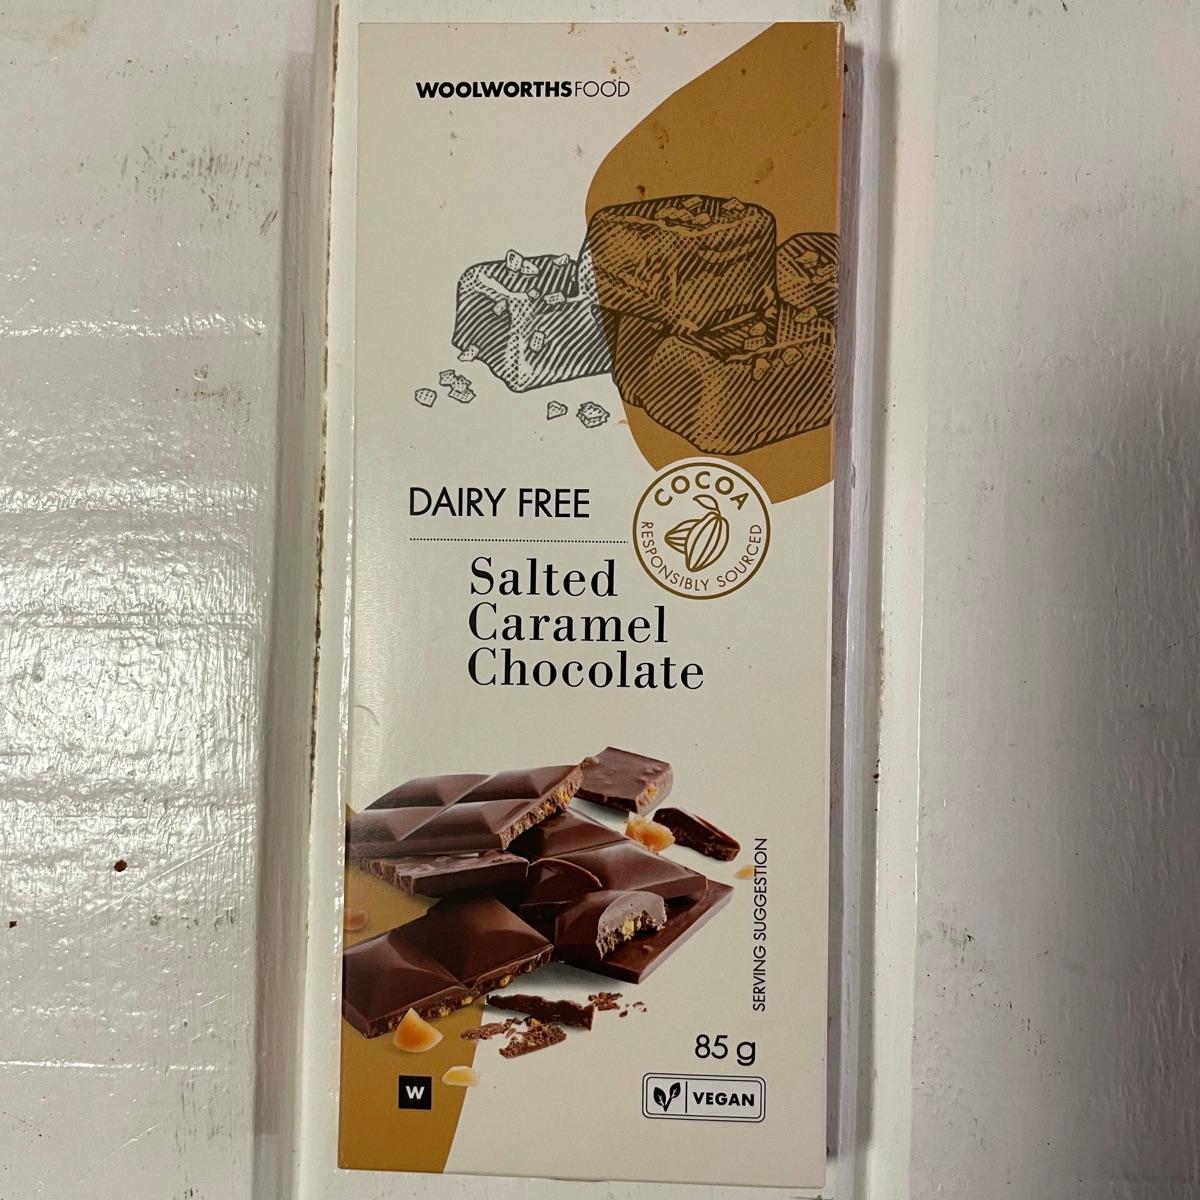 WOOLWORTHSFOOD
DAIRY FREE
COCOA
RESPONSIBLY SOURCED
Salted
Caramel
Chocolate
SERVING SUGGESTION
85 g
W
VEGAN